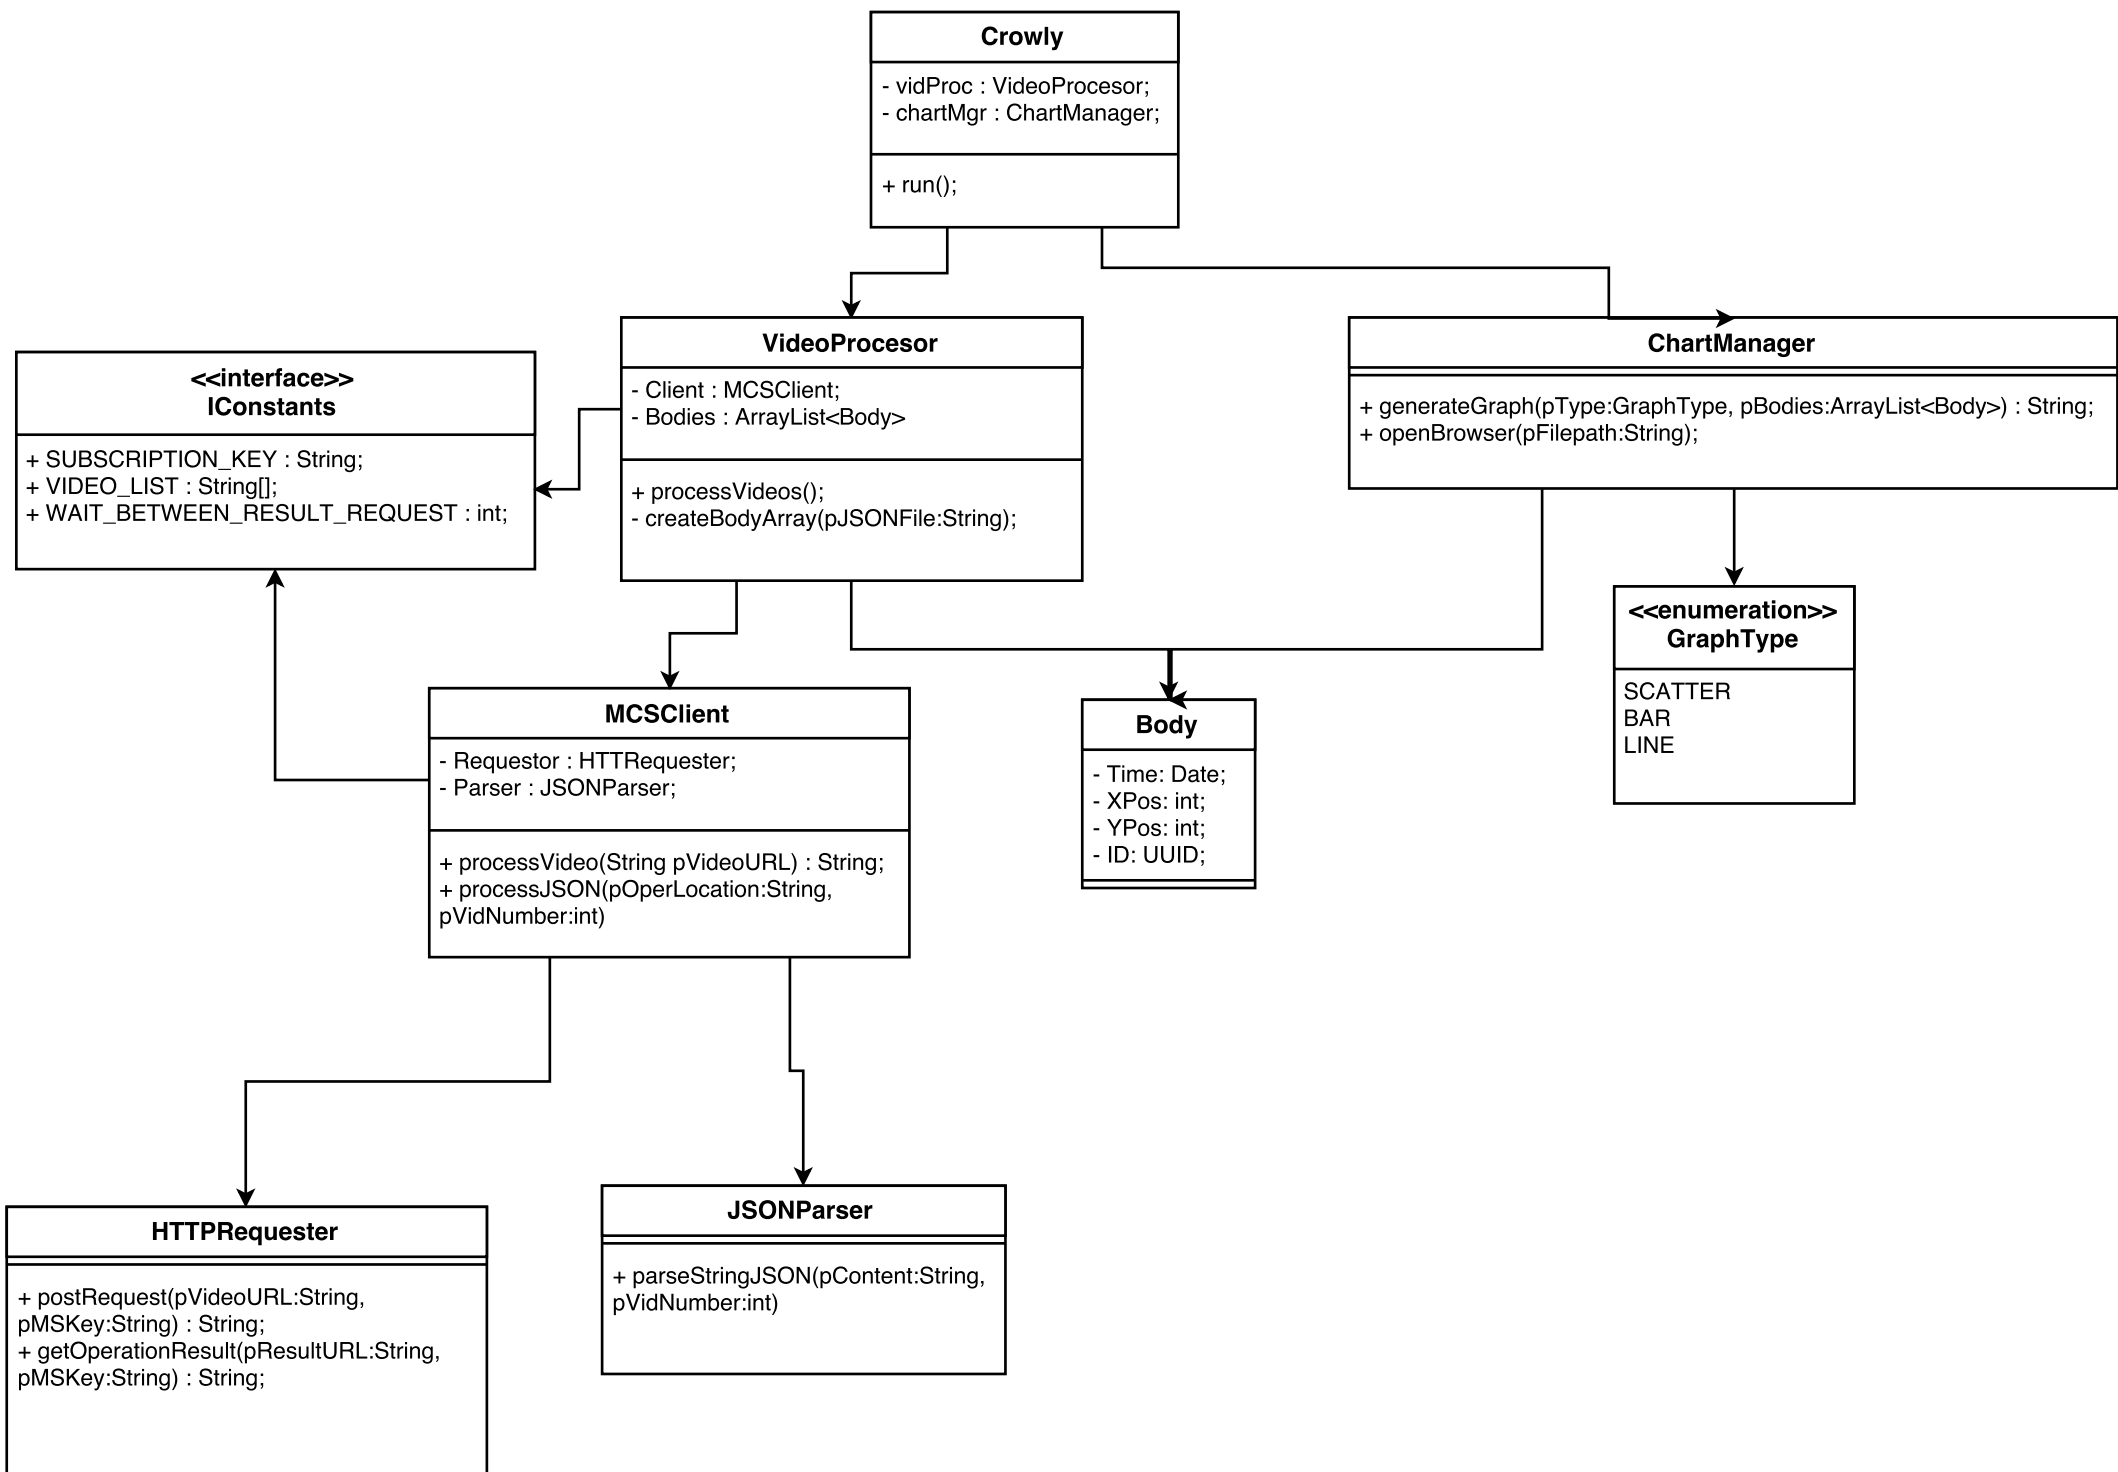 Crowly
- vidProc : VideoProcesor;
- chartMgr : ChartManager;
+ run();
<<interface>>
IConstants
+ SUBSCRIPTION_KEY : String;
+ VIDEO_LIST : String[];
+ WAIT_BETWEEN_RESULT_REQUEST : int;
VideoProcesor
- Client : MCSClient;
- Bodies : ArrayList<Body>
+ processVideos();
- createBodyArray(pJSONFile:String);
ChartManager
+ generateGraph(pType:GraphType, pBodies:ArrayList<Body>) : String;
+ openBrowser(pFilepath:String);
<<enumeration>>
GraphType
SCATTER
BAR
LINE
MCSClient
- Requestor : HTTRequester;
- Parser : JSONParser;
+ processVideo(String pVideoURL) : String;
+ processJSON(pOperLocation:String,
pVidNumber:int)
Body
- Time: Date;
- XPos: int;
- YPos: int;
- ID: UUID;
HTTPRequester
+ postRequest(pVideoURL:String,
pMSKey:String) : String;
+ getOperationResult(pResultURL:String,
pMSKey:String) : String;
JSONParser
+ parseStringJSON(pContent:String,
pVidNumber:int)